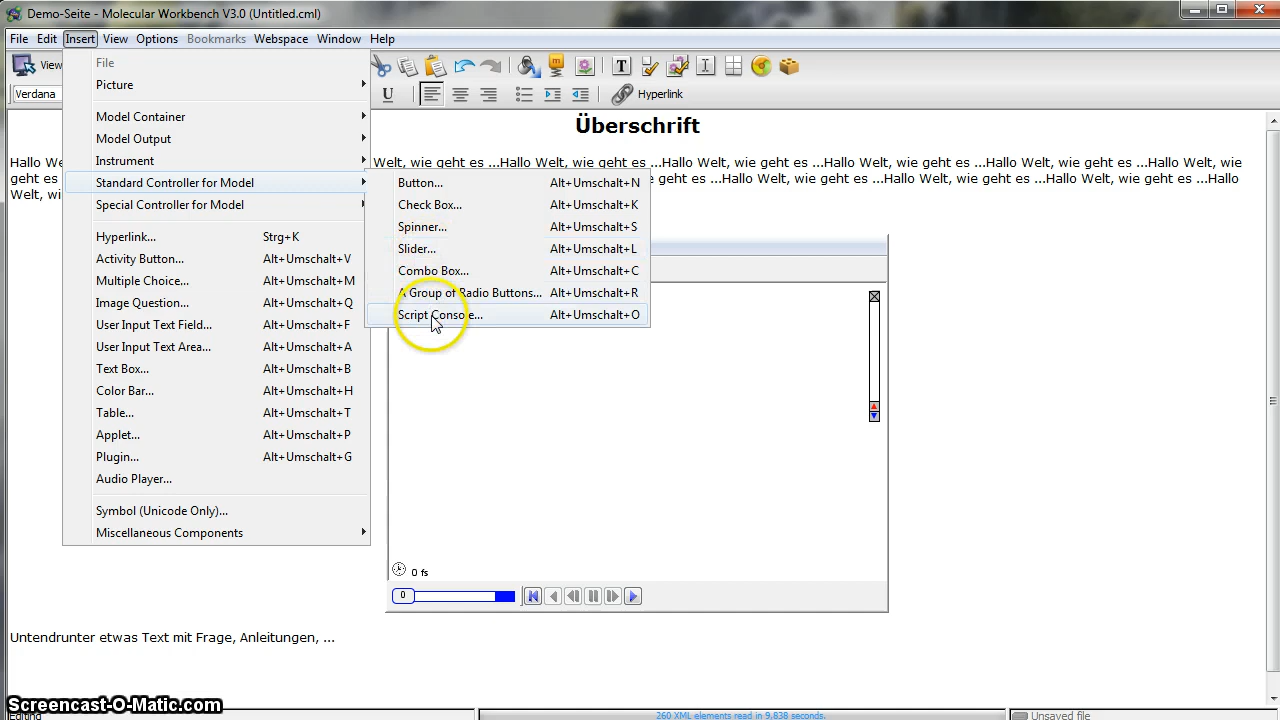 Demo-Seite - Molecular Workbench V3.0 (Untitled.cml)
File Edit Insert View Options Bookmarks Webspace Window Help
View T
Verdana U Hyperlink
Überschrift
Hallo We Welt, wie geht es ...Hallo Welt, wie geht es ...Hallo Welt, wie geht es ...Hallo Welt, wie geht es ...Hallo Welt, wie
geht es ...Hallo Welt, wie geht es ...Hallo Welt, wie geht es ...Hallo Welt, wie geht es ...Hallo
Welt, wi
File
Picture
Model Container
Model Output
Instrument
Standard Controller for Model
Special Controller for Model
Hyperlink... Strg+K
Activity Button... Alt+Umschalt+V
Multiple Choice... Alt+Umschalt+M
Image Question... Alt+Umschalt+Q
User Input Text Field... Alt+Umschalt+F
User Input Text Area... Alt+Umschalt+A
Text Box... Alt+Umschalt+B
Color Bar... Alt+Umschalt+H
Table... Alt+Umschalt+T
Applet... Alt+Umschalt+P
Plugin... Alt+Umschalt+G
Audio Player...
Symbol (Unicode Only)...
Miscellaneous Components
Button... Alt+Umschalt+N
Check Box... Alt+Umschalt+K
Spinner... Alt+Umschalt+S
Slider... Alt+Umschalt+L
Combo Box... Alt+Umschalt+C
A Group of Radio Buttons... Alt+Umschalt+R
Script Console... Alt+Umschalt+O
0 fs
0
Untendrunter etwas Text mit Frage, Anleitungen, ...
Screencast-O-Matic.com
Editing 260 XML elements read in 9,838 seconds. Unsaved file